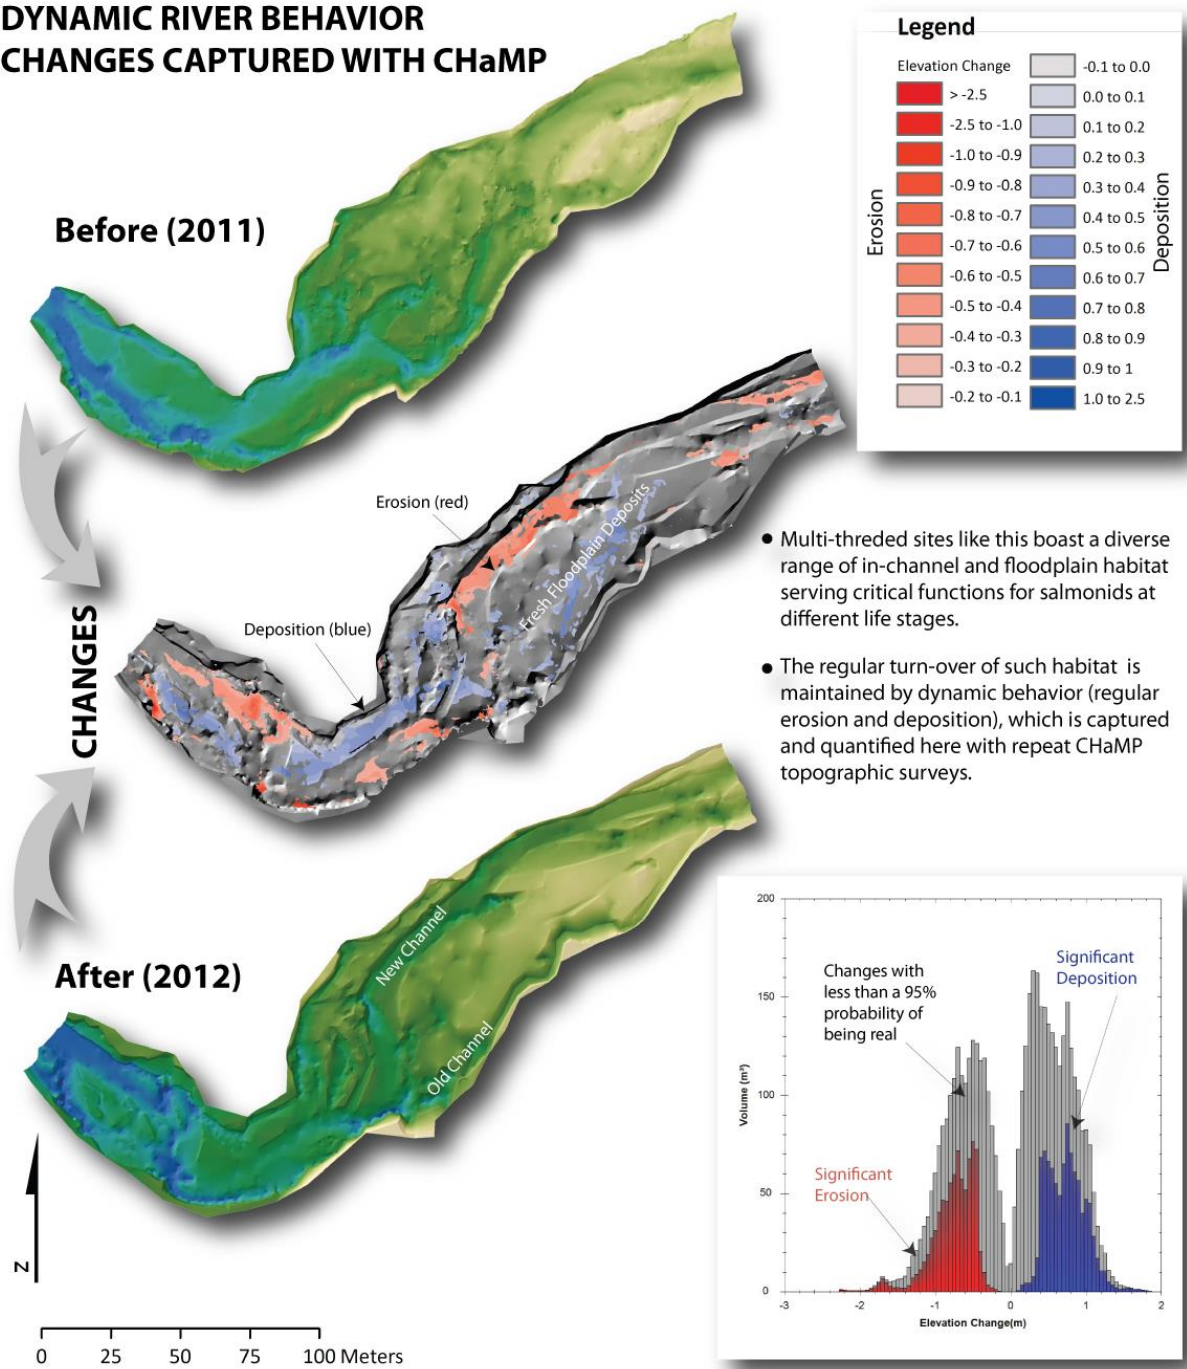 DYNAMIC RIVER BEHAVIOR
CHANGES CAPTURED WITH CHaMP
Before (2011)
Legend
Elevation Change
> -2.5
-2.5 to -1.0
-1.0 to -0.9
-0.9 to -0.8
-0.8 to -0.7
-0.7 to -0.6
-0.6 to -0.5
-0.5 to -0.4
-0.4 to -0.3
-0.3 to -0.2
-0.2 to -0.1
Erosion
-0.1 to 0.0
0.0 to 0.1
0.1 to 0.2
0.2 to 0.3
0.3 to 0.4
0.4 to 0.5
0.5 to 0.6
0.6 to 0.7
0.7 to 0.8
0.8 to 0.9
0.9 to 1
1.0 to 2.5
Deposition
CHANGES
Erosion (red)
Deposition (blue)
Fresh Floodplain Deposits
● Multi-threded sites like this boast a diverse
range of in-channel and floodplain habitat
serving critical functions for salmonids at
different life stages.
● The regular turn-over of such habitat is
maintained by dynamic behavior (regular
erosion and deposition), which is captured
and quantified here with repeat CHaMP
topographic surveys.
After (2012)
New Channel
Old Channel
N
0 25 50 75 100 Meters
200
150
100
50
0
Volume (m³)
Changes with
less than a 95%
probability of
being real
Significant
Deposition
Significant
Erosion
-3 -2 -1 0 1 2
Elevation Change(m)